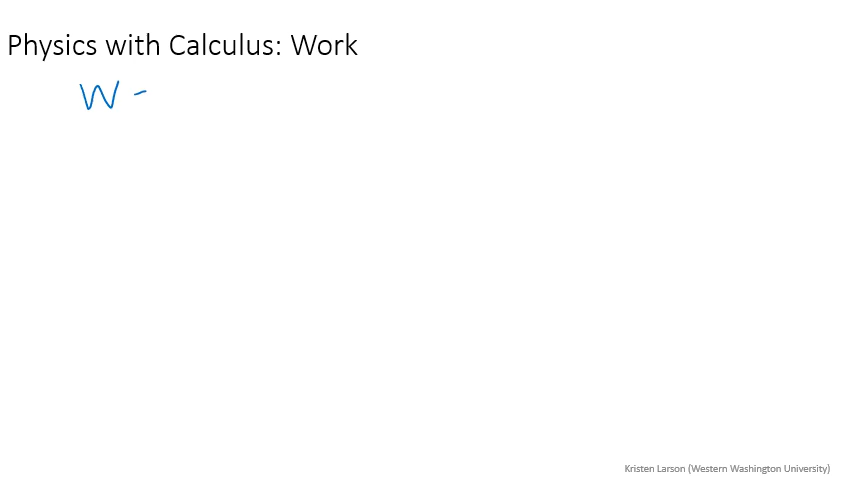 Physics with Calculus: Work
W -
Kristen Larson (Western Washington University)